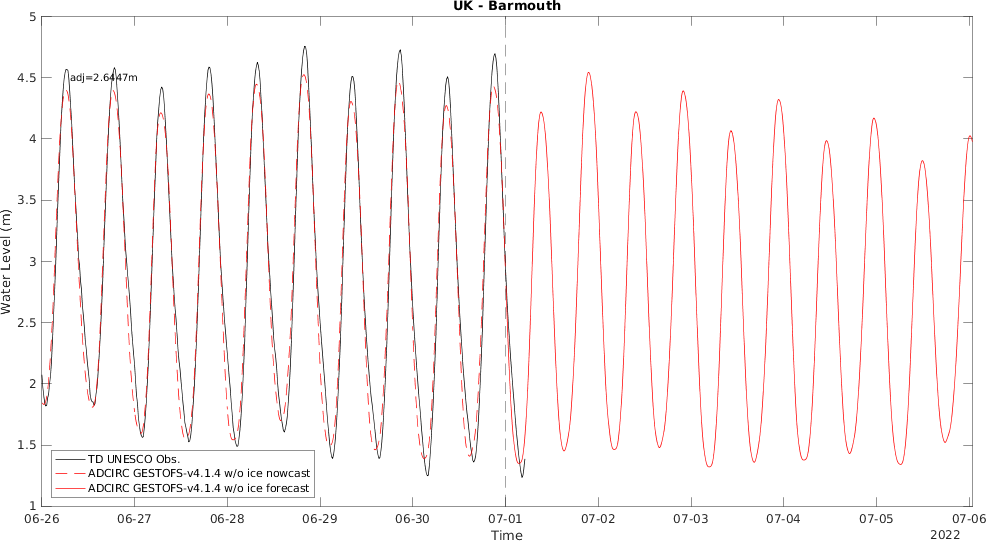 UK - Barmouth
5
4.5
4
3.5
3
2.5
2
1.5
1
Water Level (m)
adj=2.6447m
TD UNESCO Obs.
ADCIRC GESTOFS-v4.1.4 w/o ice nowcast
ADCIRC GESTOFS-v4.1.4 w/o ice forecast
06-26 06-27 06-28 06-29 06-30 07-01 07-02 07-03 07-04 07-05 07-06
Time
2022